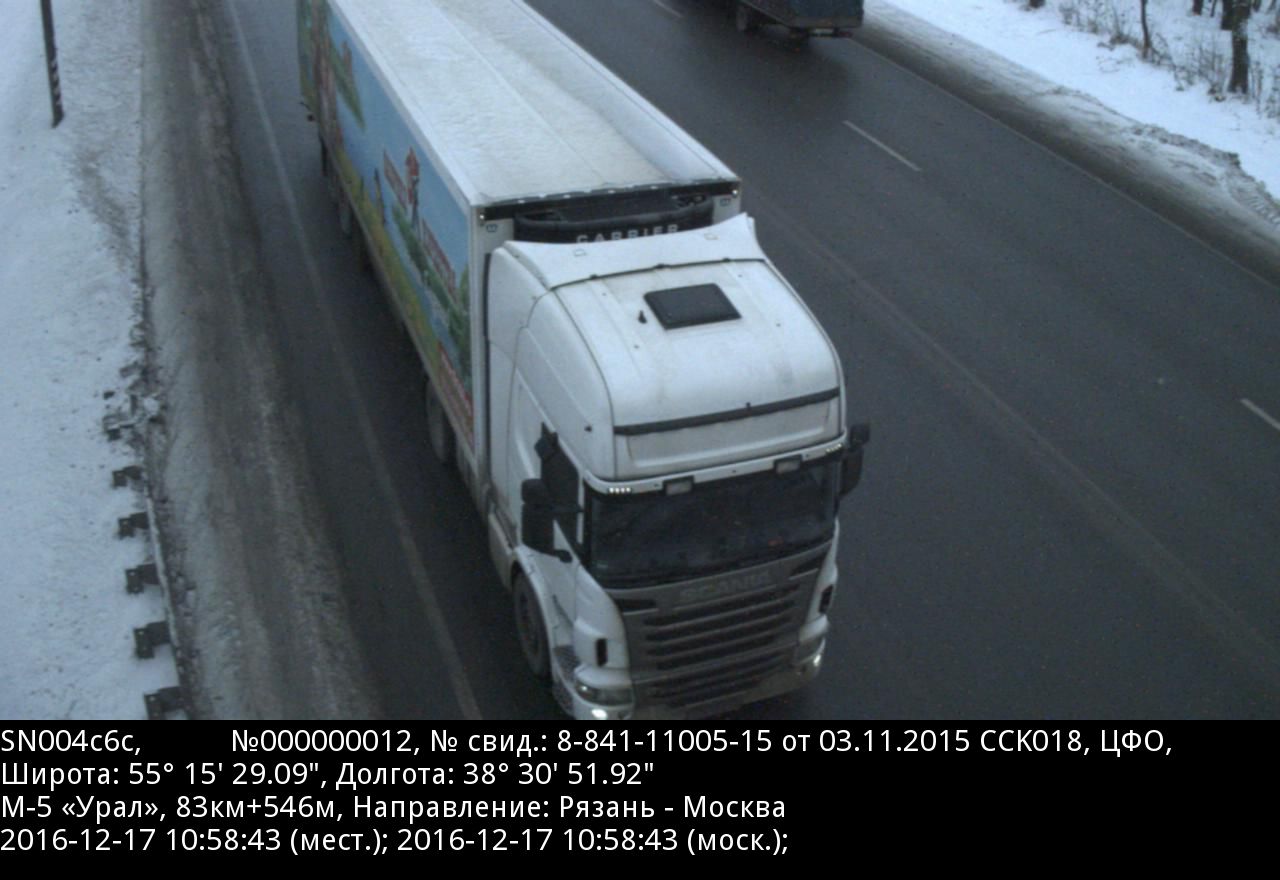 CARRIER
SCANIA
SN004c6c, №000000012, № свид.: 8-841-11005-15 от 03.11.2015 ССК018, ЦФО,
Широта: 55° 15' 29.09", Долгота: 38° 30' 51.92"
М-5 «Урал», 83км+546м, Направление: Рязань - Москва
2016-12-17 10:58:43 (мест.); 2016-12-17 10:58:43 (моск.);